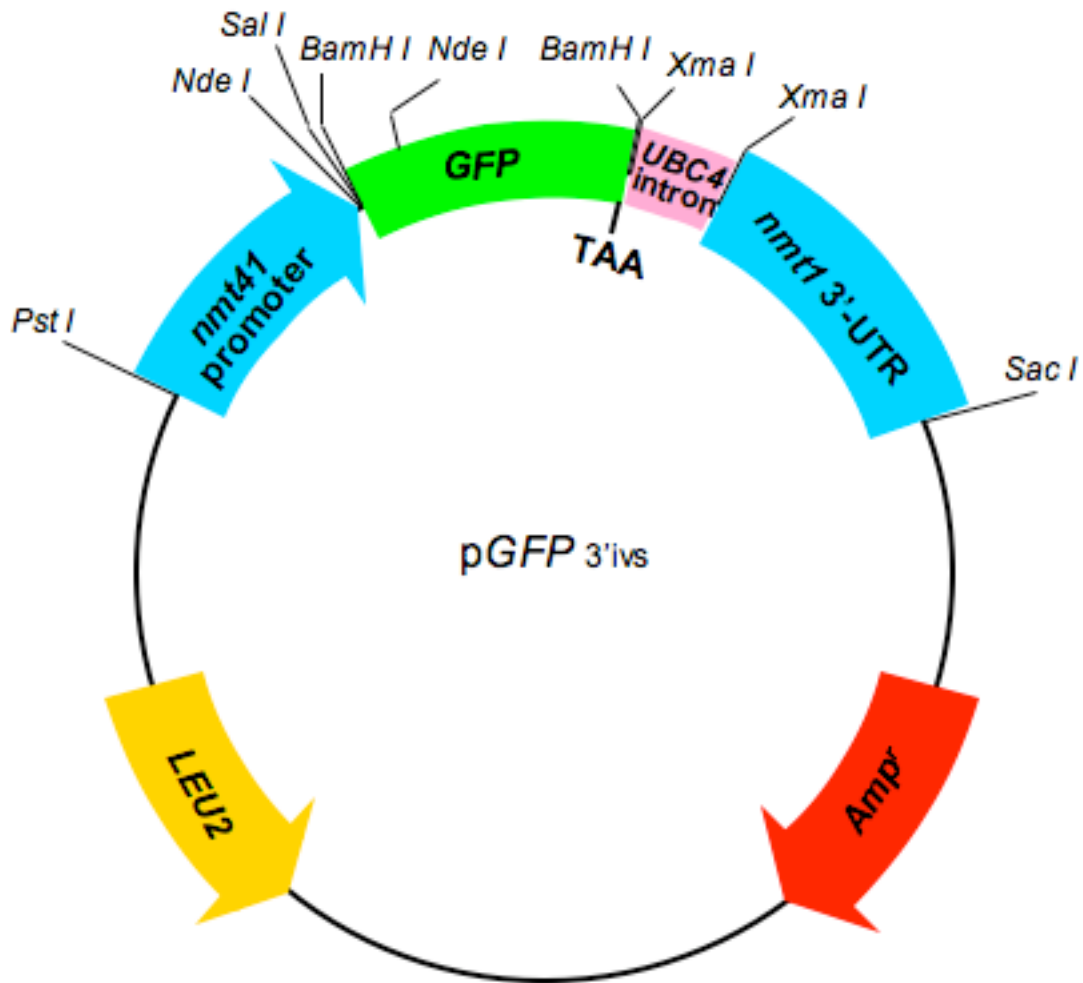 Sal I
BamH I
Nde I
BamH I
Xma I
Nde I
Xma I
GFP
UBC4
intron
TAA
nmt41
promoter
nmt1 3'-UTR
Pst I
Sac I
pGFP 3'ivs
LEU2
Ampʳ